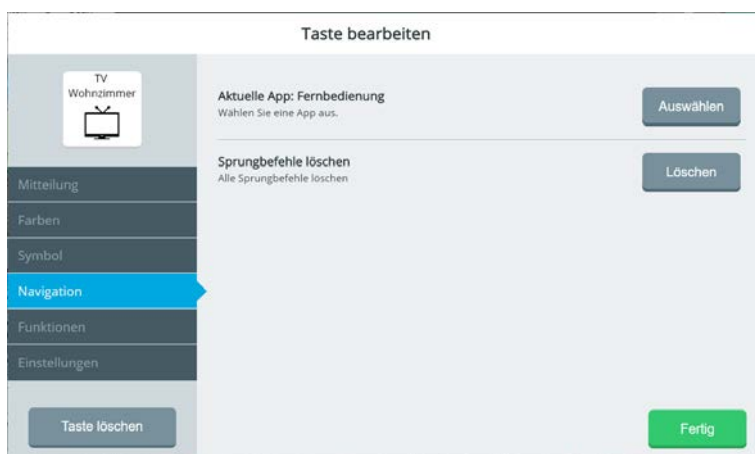 Taste bearbeiten
TV
Wohnzimmer
Mitteilung
Farben
Symbol
Navigation
Funktionen
Einstellungen
Taste löschen
Aktuelle App: Fernbedienung
Wählen Sie eine App aus.
Auswählen
Sprungbefehle löschen
Alle Sprungbefehle löschen
Löschen
Fertig